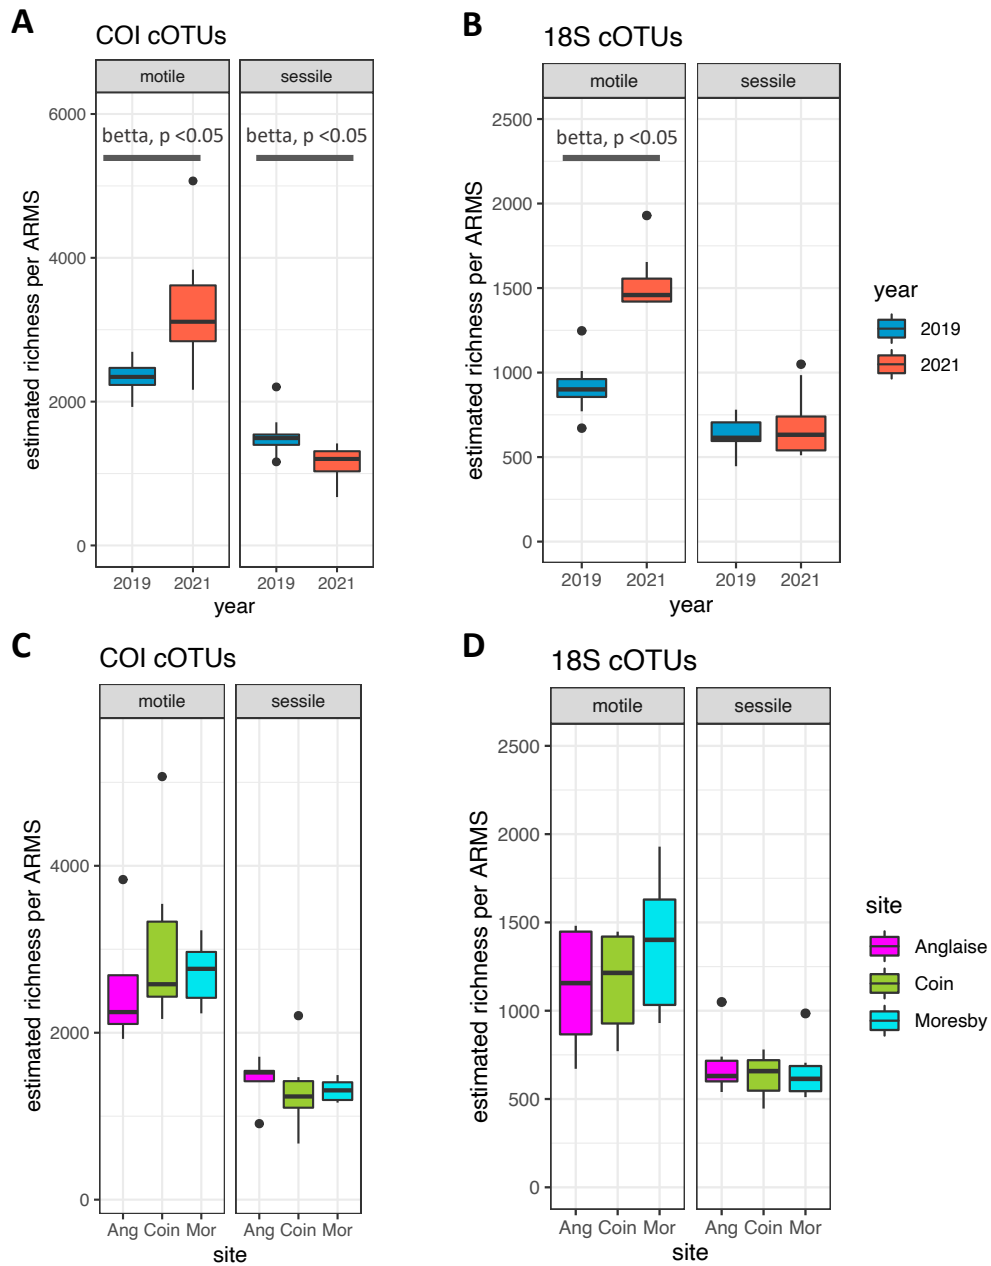 A
COI cOTUs
motile
sessile
6000
4000
2000
0
betta, p <0.05
betta, p <0.05
estimated richness per ARMS
2019
2021
2019
2021
year
B
18S cOTUs
motile
sessile
2500
2000
1500
1000
500
0
betta, p <0.05
estimated richness per ARMS
2019
2021
2019
2021
year
year
2019
2021
C
COI cOTUs
motile
sessile
4000
2000
0
estimated richness per ARMS
Ang Coin Mor
Ang Coin Mor
site
D
18S cOTUs
motile
sessile
2500
2000
1500
1000
500
0
estimated richness per ARMS
Ang Coin Mor
Ang Coin Mor
site
site
Anglaise
Coin
Moresby